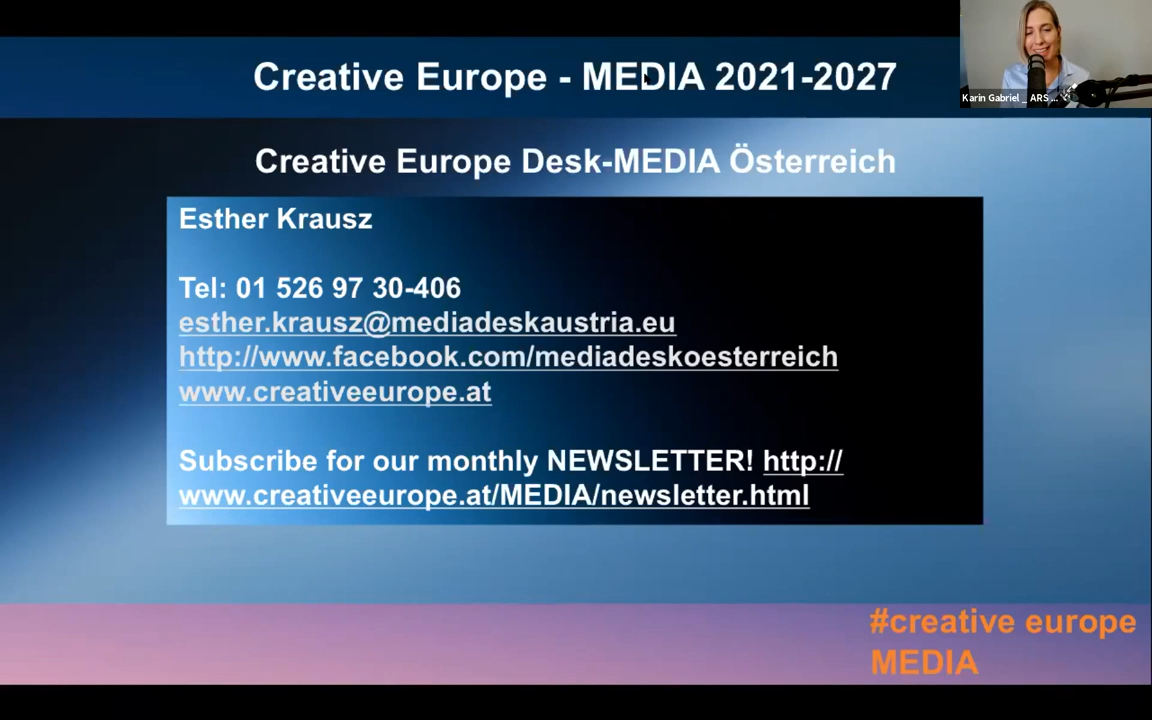 Creative Europe - MEDIA 2021-2027
Karin Gabriel _ ARS ...
Creative Europe Desk-MEDIA Österreich
Esther Krausz
Tel: 01 526 97 30-406
esther.krausz@mediadeskaustria.eu
http://www.facebook.com/mediadeskoesterreich
www.creativeeurope.at
Subscribe for our monthly NEWSLETTER! http://
www.creativeeurope.at/MEDIA/newsletter.html
#creative europe
MEDIA